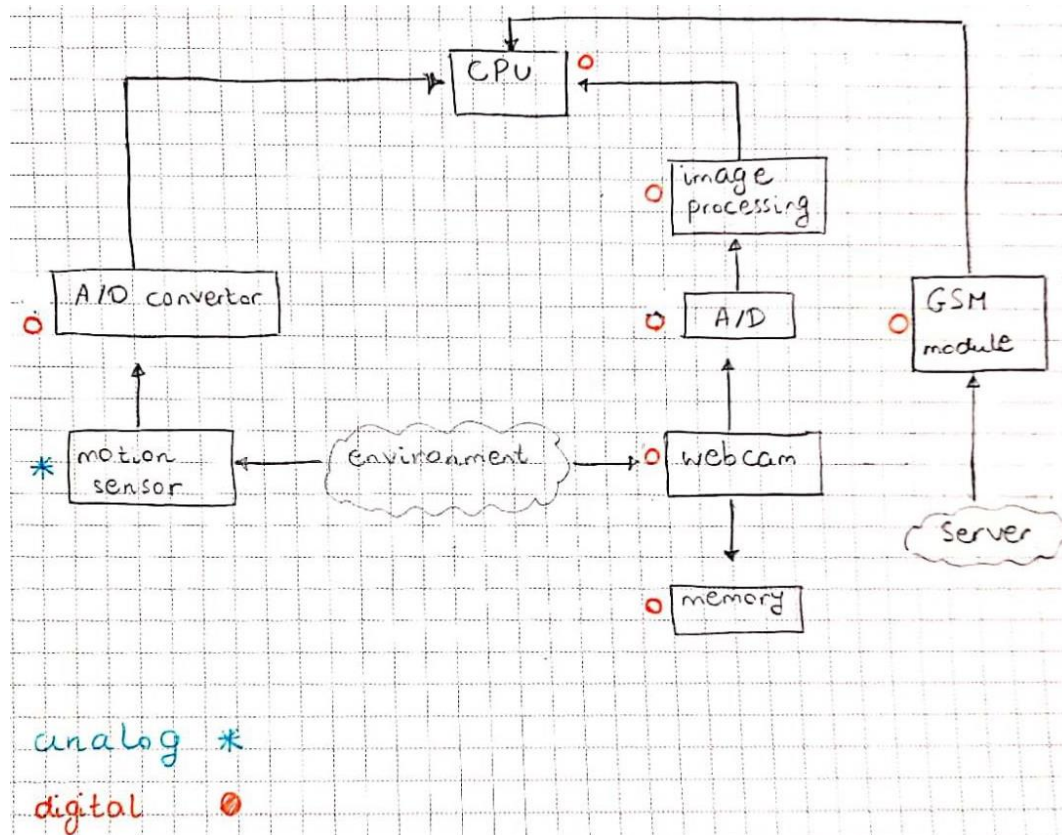 CPU
image
processing
A/D convertor
A/D
GSM
module
motion
sensor
environment
webcam
server
memory
analog *
digital